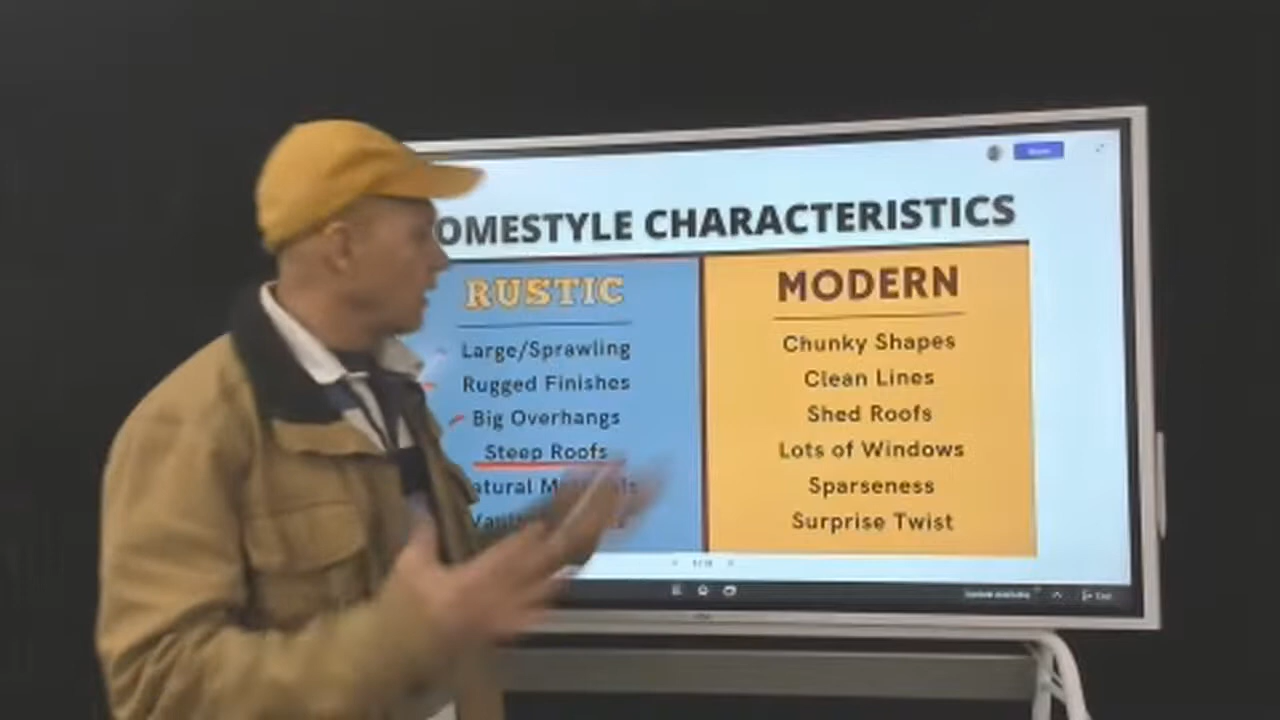 OMESTYLE CHARACTERISTICS
RUSTIC
Large/Sprawling
Rugged Finishes
Big Overhangs
Steep Roofs
MODERN
Chunky Shapes
Clean Lines
Shed Roofs
Lots of Windows
Sparseness
Surprise Twist